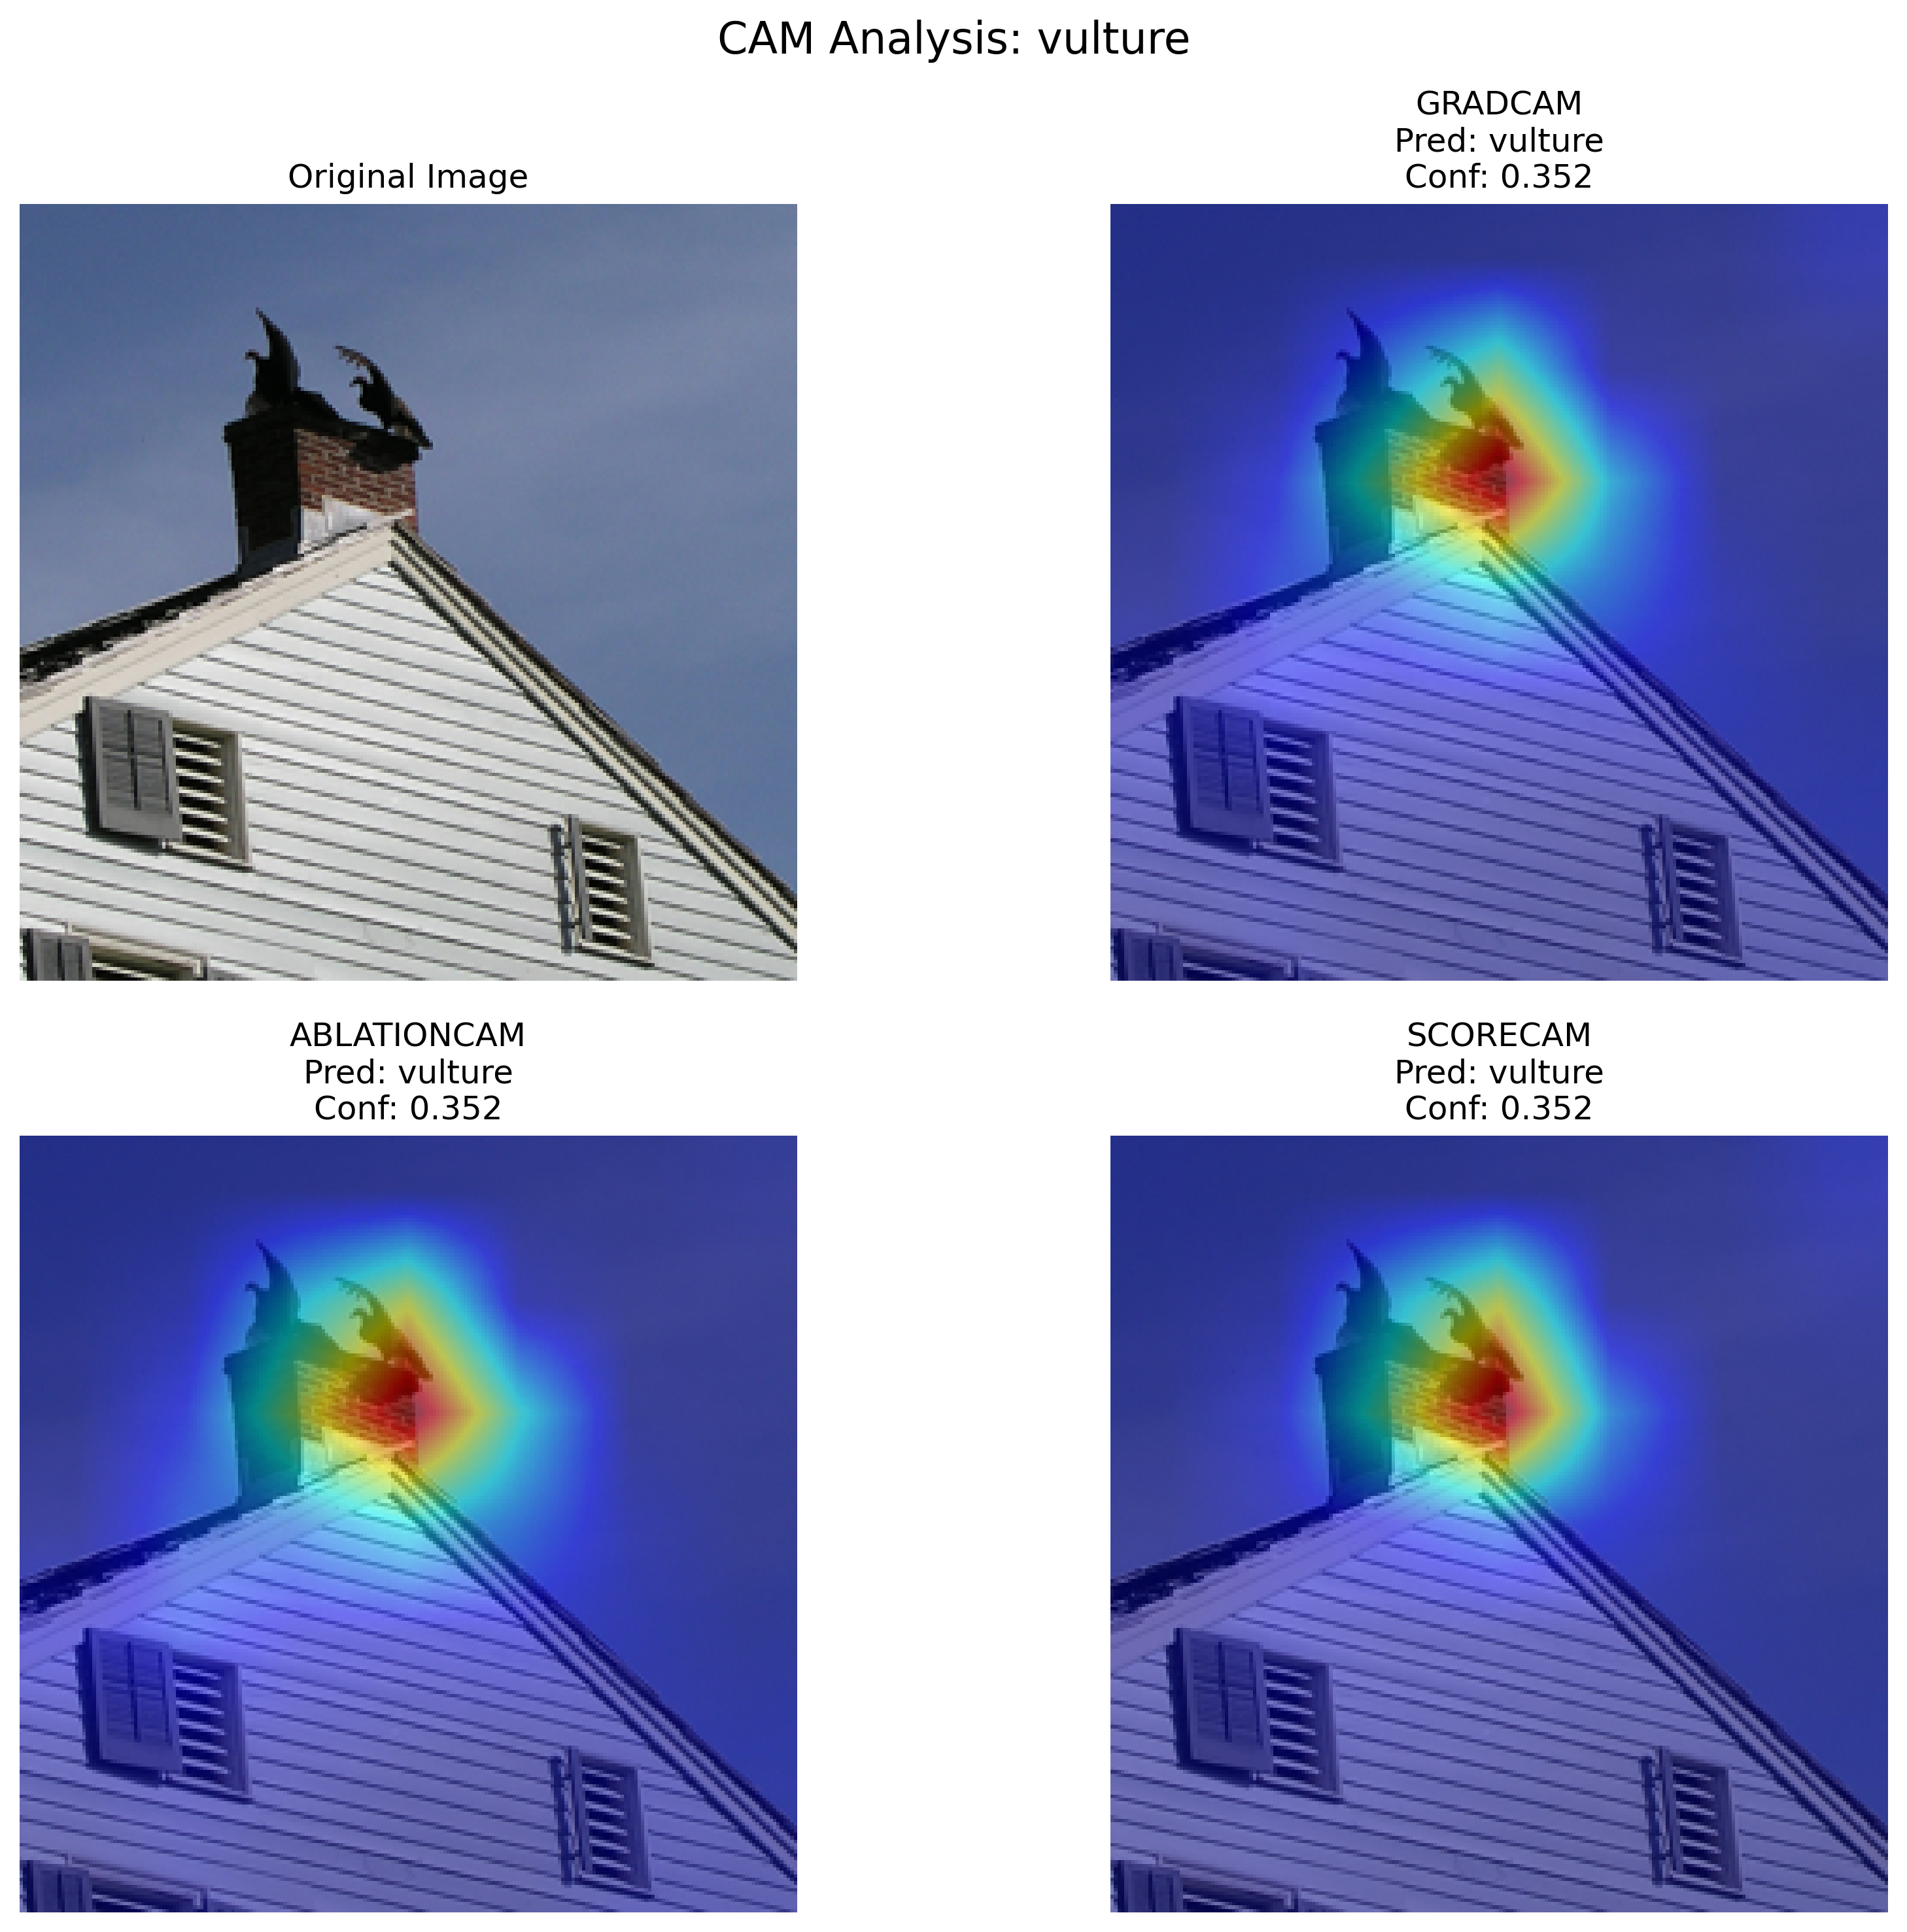 CAM Analysis: vulture
Original Image
GRADCAM
Pred: vulture
Conf: 0.352
ABLATIONCAM
Pred: vulture
Conf: 0.352
SCORECAM
Pred: vulture
Conf: 0.352